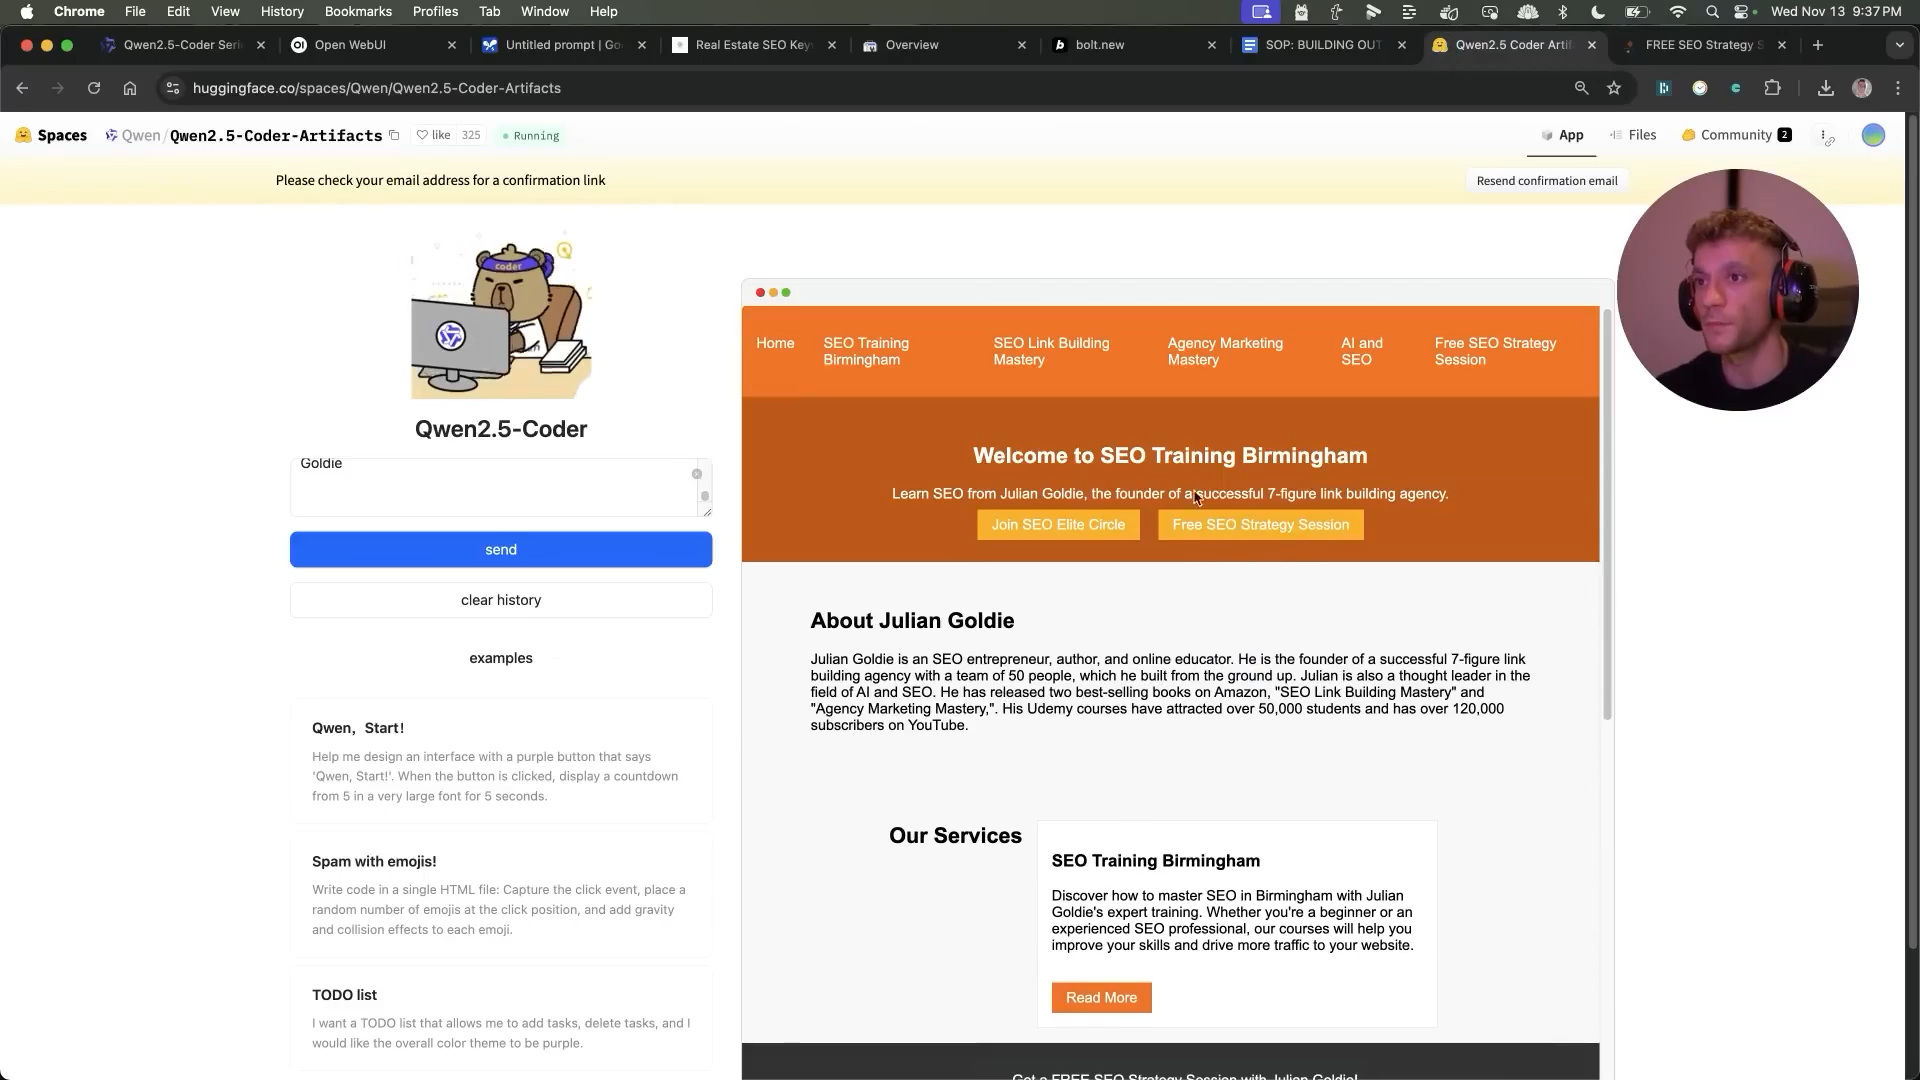 Chrome File Edit View History Bookmarks Profiles Tab Window Help
Wed Nov 13 9:37 PM
Qwen2.5-Coder Seri
Open WebUI
Untitled prompt | Go
Real Estate SEO Key
Overview
bolt.new
SOP: BUILDING OUT
Qwen2.5 Coder Artif
FREE SEO Strategy S
huggingface.co/spaces/Qwen/Qwen2.5-Coder-Artifacts
Spaces Qwen/Qwen2.5-Coder-Artifacts like 325 Running
App Files Community 2
Please check your email address for a confirmation link
Resend confirmation email
coder
Qwen2.5-Coder
Goldie
send
clear history
examples
Qwen, Start!
Help me design an interface with a purple button that says
'Qwen, Start!'. When the button is clicked, display a countdown
from 5 in a very large font for 5 seconds.
Spam with emojis!
Write code in a single HTML file: Capture the click event, place a
random number of emojis at the click position, and add gravity
and collision effects to each emoji.
TODO list
I want a TODO list that allows me to add tasks, delete tasks, and I
would like the overall color theme to be purple.
Home
SEO Training
Birmingham
SEO Link Building
Mastery
Agency Marketing
Mastery
AI and
SEO
Free SEO Strategy
Session
Welcome to SEO Training Birmingham
Learn SEO from Julian Goldie, the founder of a successful 7-figure link building agency.
Join SEO Elite Circle
Free SEO Strategy Session
About Julian Goldie
Julian Goldie is an SEO entrepreneur, author, and online educator. He is the founder of a successful 7-figure link
building agency with a team of 50 people, which he built from the ground up. Julian is also a thought leader in the
field of AI and SEO. He has released two best-selling books on Amazon, "SEO Link Building Mastery" and
"Agency Marketing Mastery,". His Udemy courses have attracted over 50,000 students and has over 120,000
subscribers on YouTube.
Our Services
SEO Training Birmingham
Discover how to master SEO in Birmingham with Julian
Goldie's expert training. Whether you're a beginner or an
experienced SEO professional, our courses will help you
improve your skills and drive more traffic to your website.
Read More
Get a FREE SEO Strategy Session with Julian Goldie!